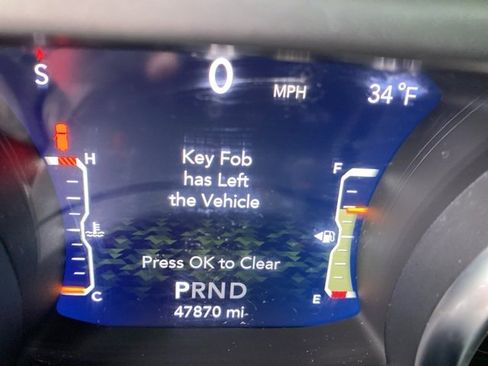 S 0 MPH 34°F
H F
Key Fob
has Left
the Vehicle
Press OK to Clear
C E
PRND
47870 mi